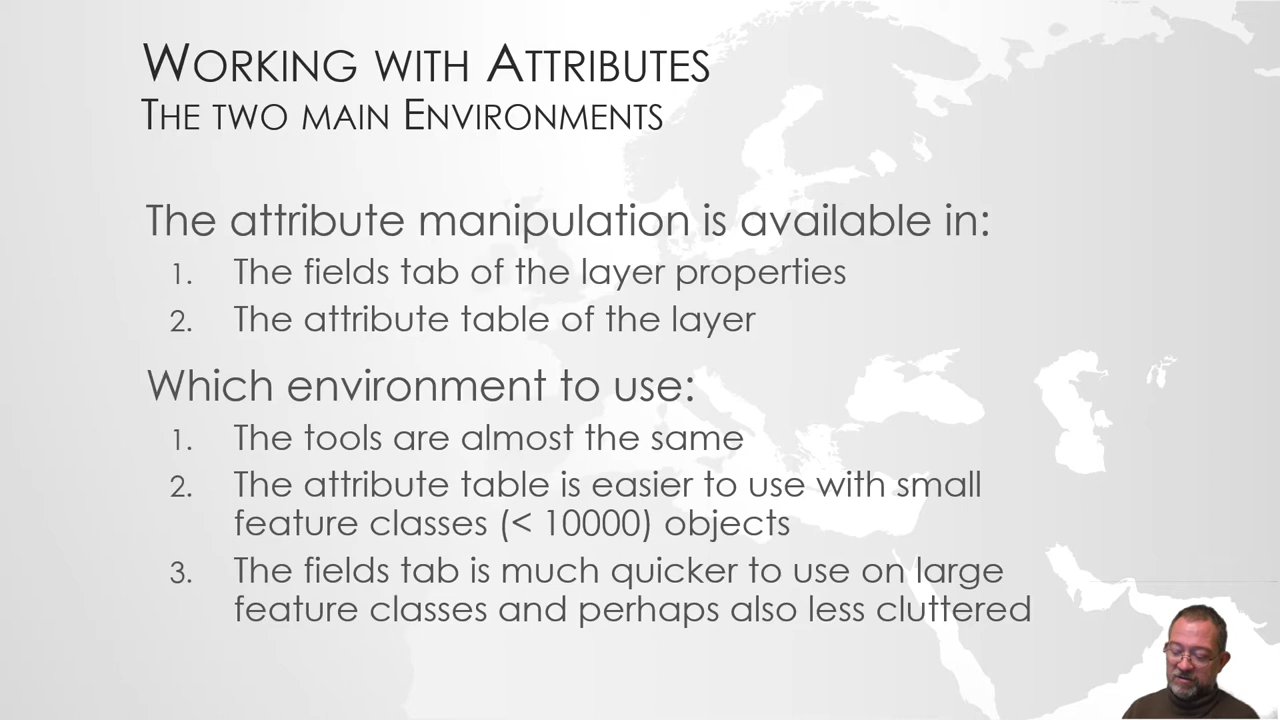 Working with Attributes
The two main Environments
The attribute manipulation is available in:
1. The fields tab of the layer properties
2. The attribute table of the layer
Which environment to use:
1. The tools are almost the same
2. The attribute table is easier to use with small
feature classes (< 10000) objects
3. The fields tab is much quicker to use on large
feature classes and perhaps also less cluttered